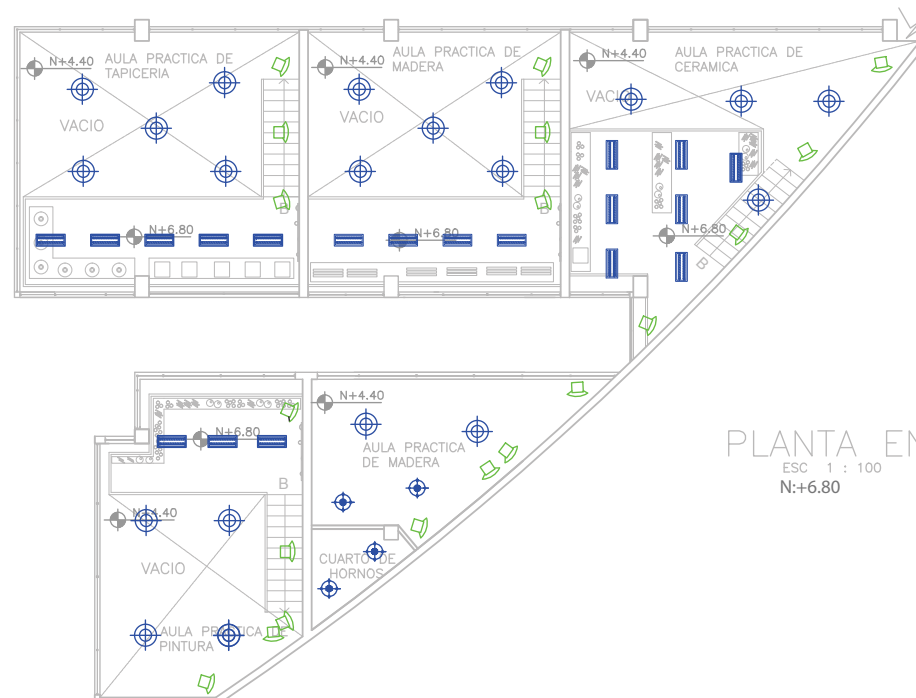 N+4.40
AULA PRACTICA DE
TAPICERIA
VACIO
N+6.80
B
N+4.40
AULA PRACTICA DE
MADERA
VACIO
N+6.80
B
N+4.40
AULA PRACTICA DE
CERAMICA
VACIO
N+6.80
B
N+4.40
AULA PRACTICA
DE MADERA
N+6.80
B
N+4.40
VACIO
CUARTO DE
HORNOS
AULA PRACTICA DE
PINTURA
PLANTA EN
ESC 1 : 100
N:+6.80